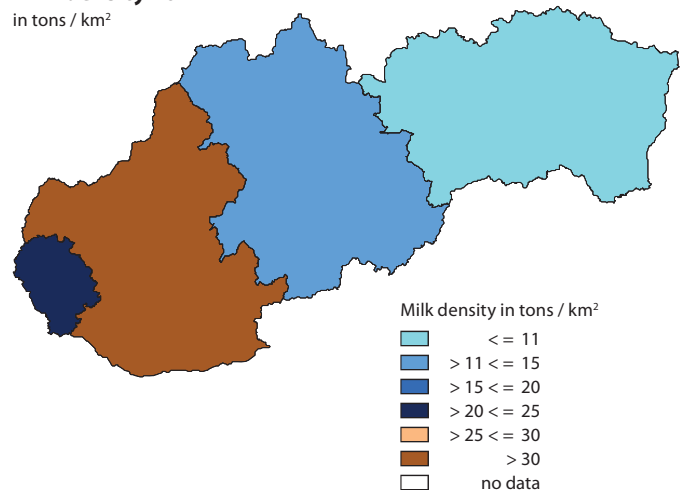 in tons / km²
Milk density in tons / km²
<= 11
> 11 <= 15
> 15 <= 20
> 20 <= 25
> 25 <= 30
> 30
no data